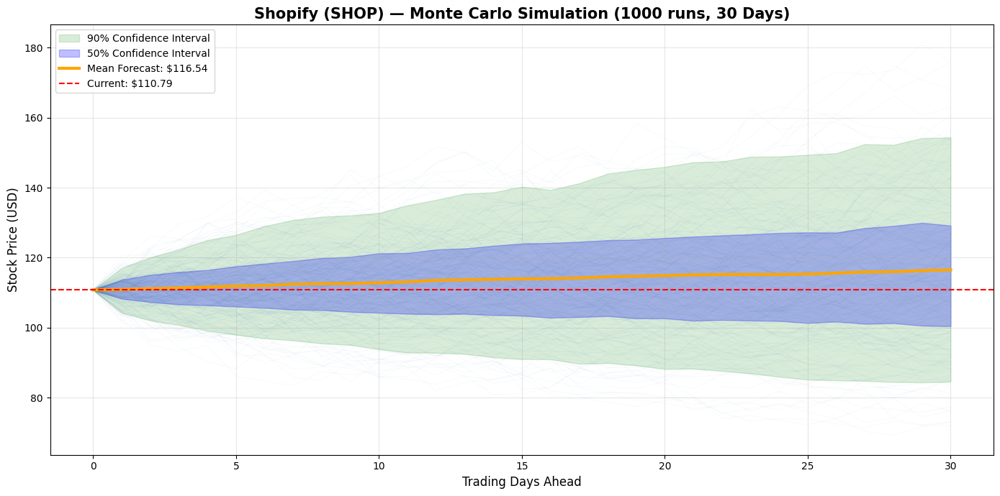 Shopify (SHOP) — Monte Carlo Simulation (1000 runs, 30 Days)
90% Confidence Interval
50% Confidence Interval
Mean Forecast: $116.54
Current: $110.79
Stock Price (USD)
180
160
140
120
100
80
0 5 10 15 20 25 30
Trading Days Ahead